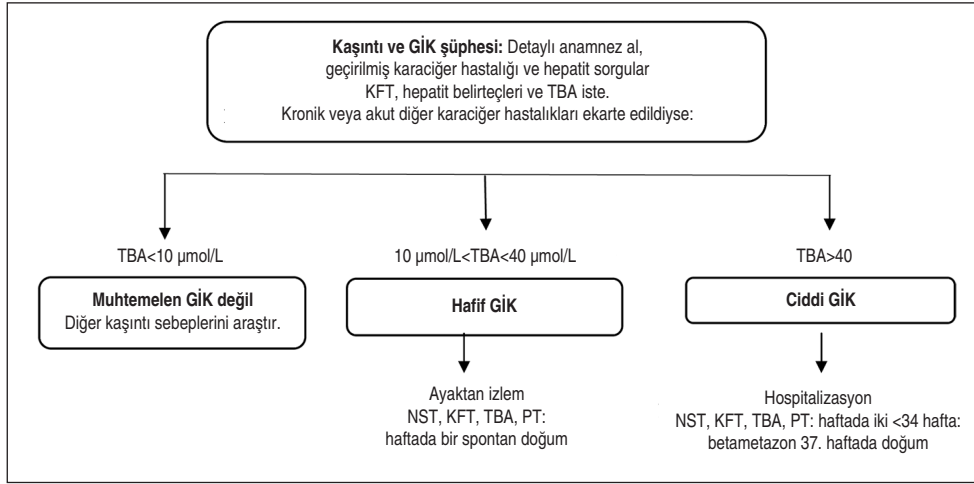 Kaşıntı ve GİK şüphesi: Detaylı anamnez al,
geçirilmiş karaciğer hastalığı ve hepatit sorgular
KFT, hepatit belirteçleri ve TBA iste.
Kronik veya akut diğer karaciğer hastalıkları ekarte edildiyse:
TBA<10 µmol/L
Muhtemelen GİK değil
Diğer kaşıntı sebeplerini araştır.
10 µmol/L<TBA<40 µmol/L
Hafif GİK
Ayaktan izlem
NST, KFT, TBA, PT:
haftada bir spontan doğum
TBA>40
Ciddi GİK
Hospitalizasyon
NST, KFT, TBA, PT: haftada iki <34 hafta:
betametazon 37. haftada doğum